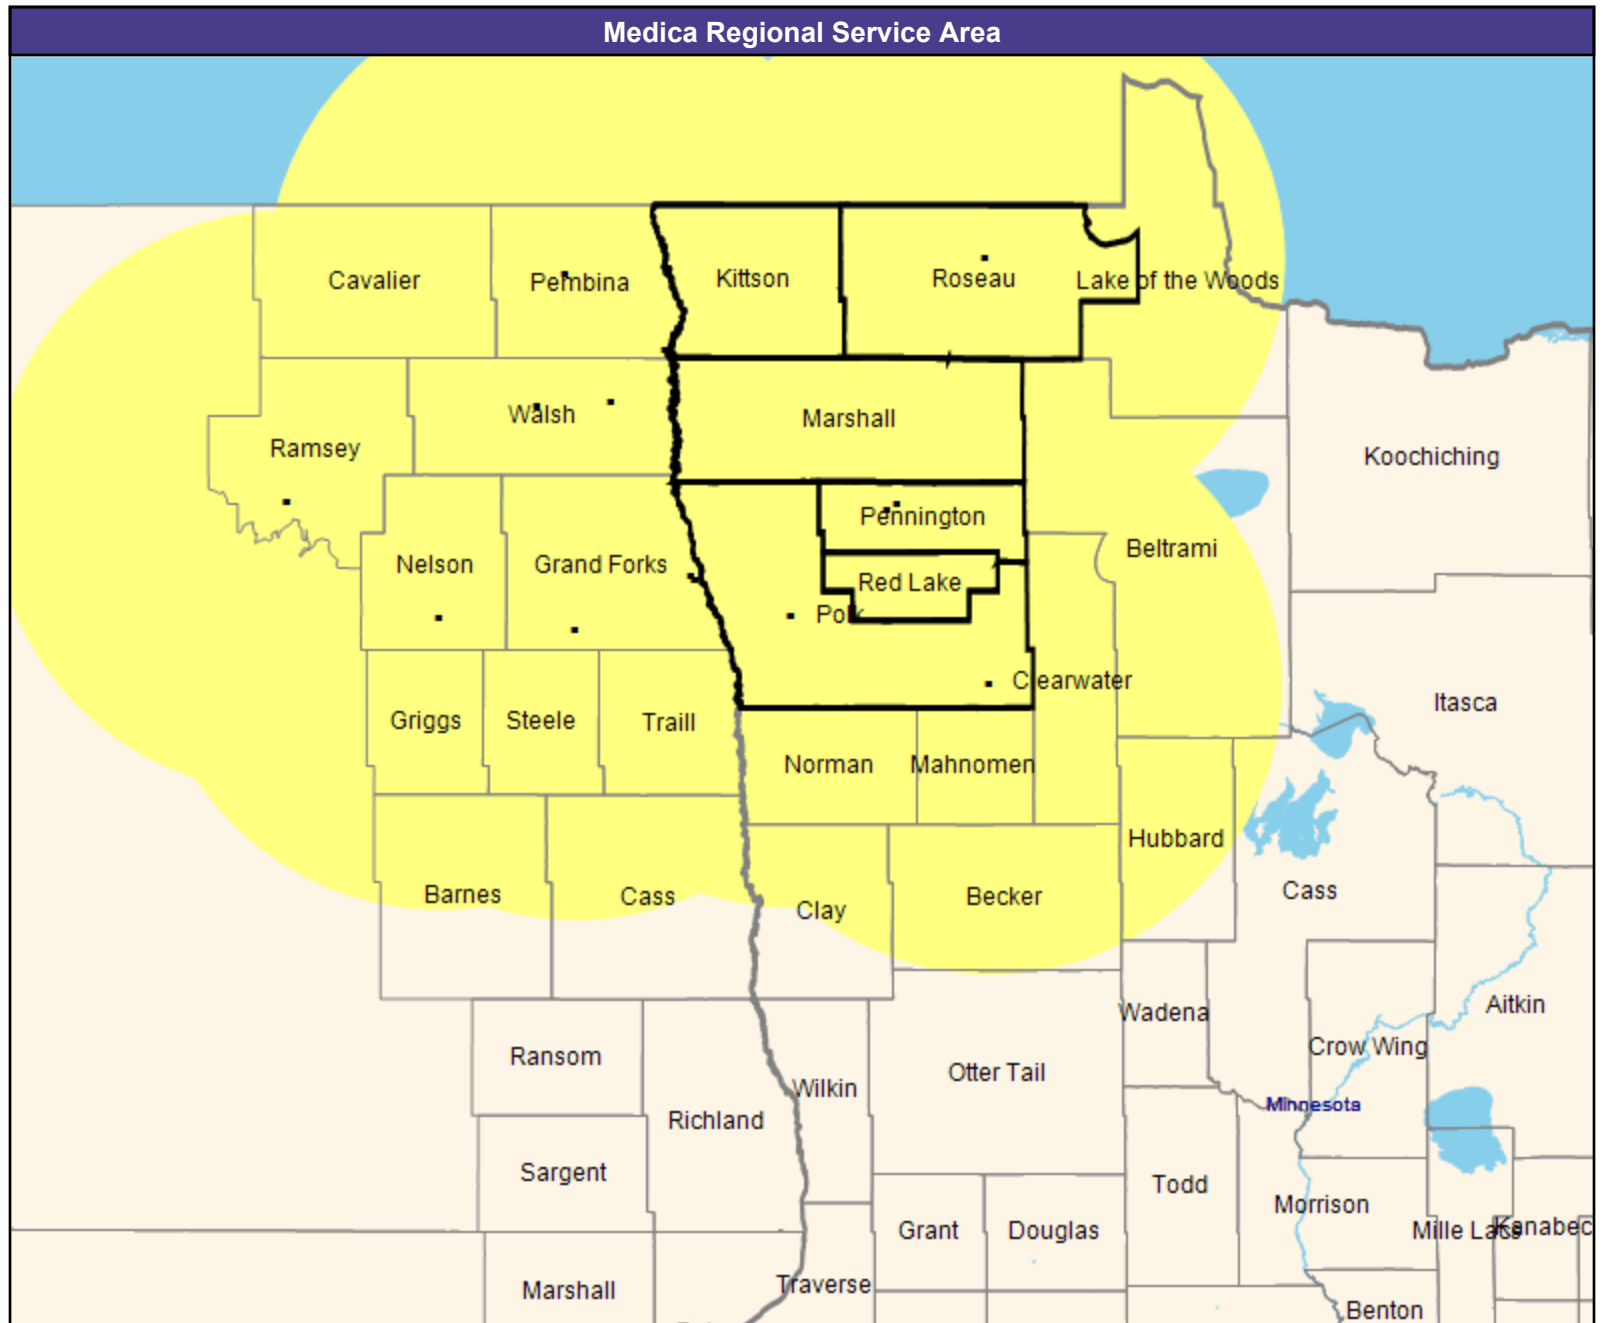 Medica Regional Service Area
Cavalier
Pembina
Kittson
Roseau
Lake of the Woods
Walsh
Marshall
Ramsey
Koochiching
Pennington
Beltrami
Nelson
Grand Forks
Red Lake
Polk
Clearwater
Itasca
Griggs
Steele
Traill
Norman
Mahnomen
Hubbard
Barnes
Cass
Clay
Becker
Cass
Wadena
Aitkin
Ransom
Crow Wing
Otter Tail
Wilkin
Minnesota
Richland
Sargent
Todd
Morrison
Grant
Douglas
Mille Lacs
Kanabec
Marshall
Traverse
Benton